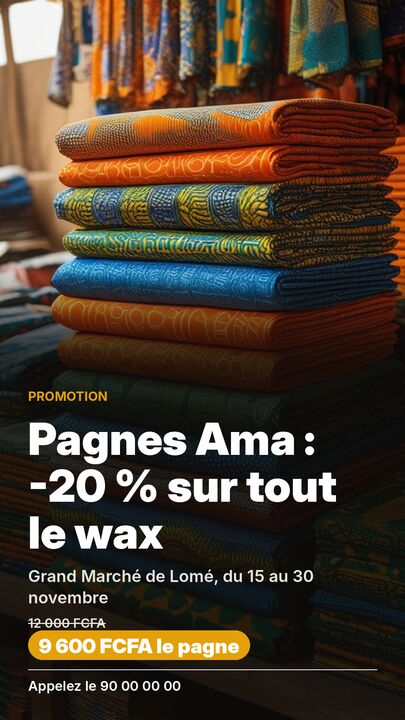 PROMOTION
Pagnes Ama :
-20 % sur tout
le wax
Grand Marché de Lomé, du 15 au 30
novembre
12 000 FCFA
9 600 FCFA le pagne
Appelez le 90 00 00 00